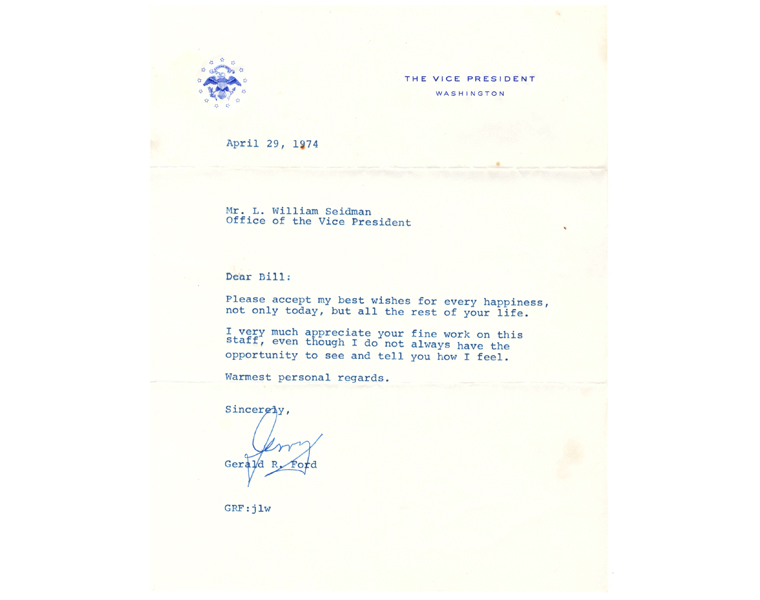 THE VICE PRESIDENT
WASHINGTON
April 29, 1974
Mr. L. William Seidman
Office of the Vice President
Dear Bill:
Please accept my best wishes for every happiness,
not only today, but all the rest of your life.
I very much appreciate your fine work on this
staff, even though I do not always have the
opportunity to see and tell you how I feel.
Warmest personal regards.
Sincerely,
Jerry
Gerald R. Ford
GRF:jlw